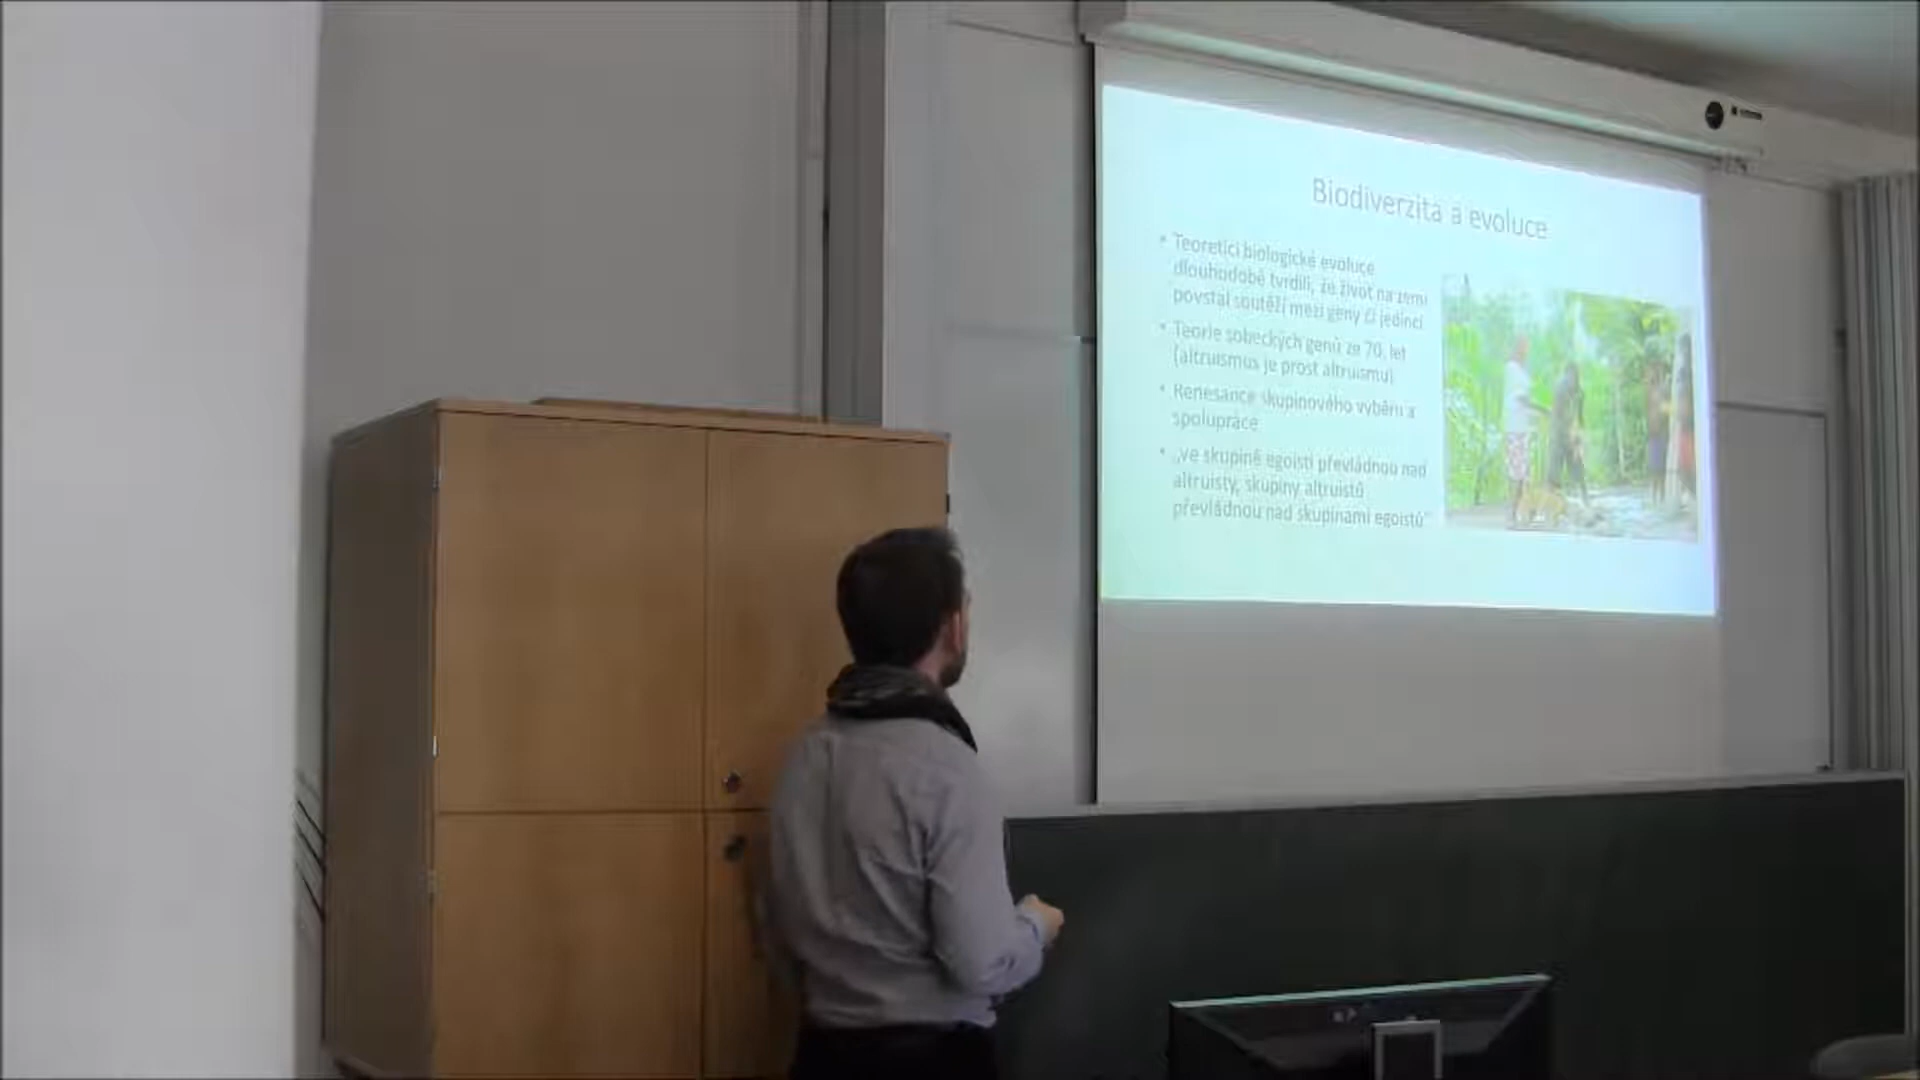 Biodiverzita a evoluce
• Teoretici biologické evoluce
dlouhodobě tvrdili, že život na zemi
povstal soutěží mezi geny či jedinci
• Teorie sobeckých genů ze 70. let
(altruismus je prost altruismu)
• Renesance skupinového výběru a
spolupráce
• „ve skupině egoisti převládnou nad
altruisty, skupiny altruistů
převládnou nad skupinami egoistů“